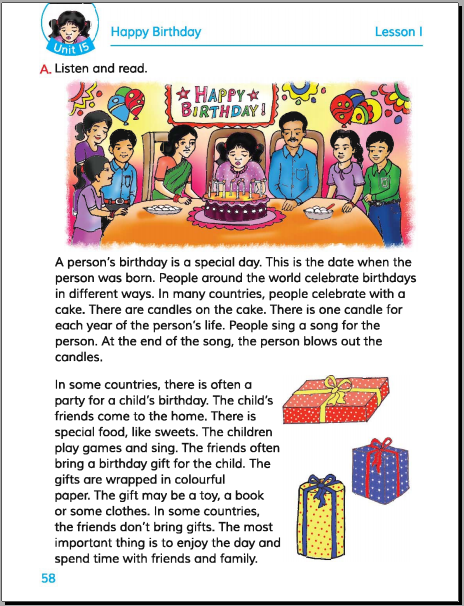 Unit 15
Happy Birthday
Lesson 1
A. Listen and read.
HAPPY
BIRTHDAY!
A person's birthday is a special day. This is the date when the
person was born. People around the world celebrate birthdays
in different ways. In many countries, people celebrate with a
cake. There are candles on the cake. There is one candle for
each year of the person's life. People sing a song for the
person. At the end of the song, the person blows out the
candles.
In some countries, there is often a
party for a child's birthday. The child's
friends come to the home. There is
special food, like sweets. The children
play games and sing. The friends often
bring a birthday gift for the child. The
gifts are wrapped in colourful
paper. The gift may be a toy, a book
or some clothes. In some countries,
the friends don't bring gifts. The most
important thing is to enjoy the day and
spend time with friends and family.
58